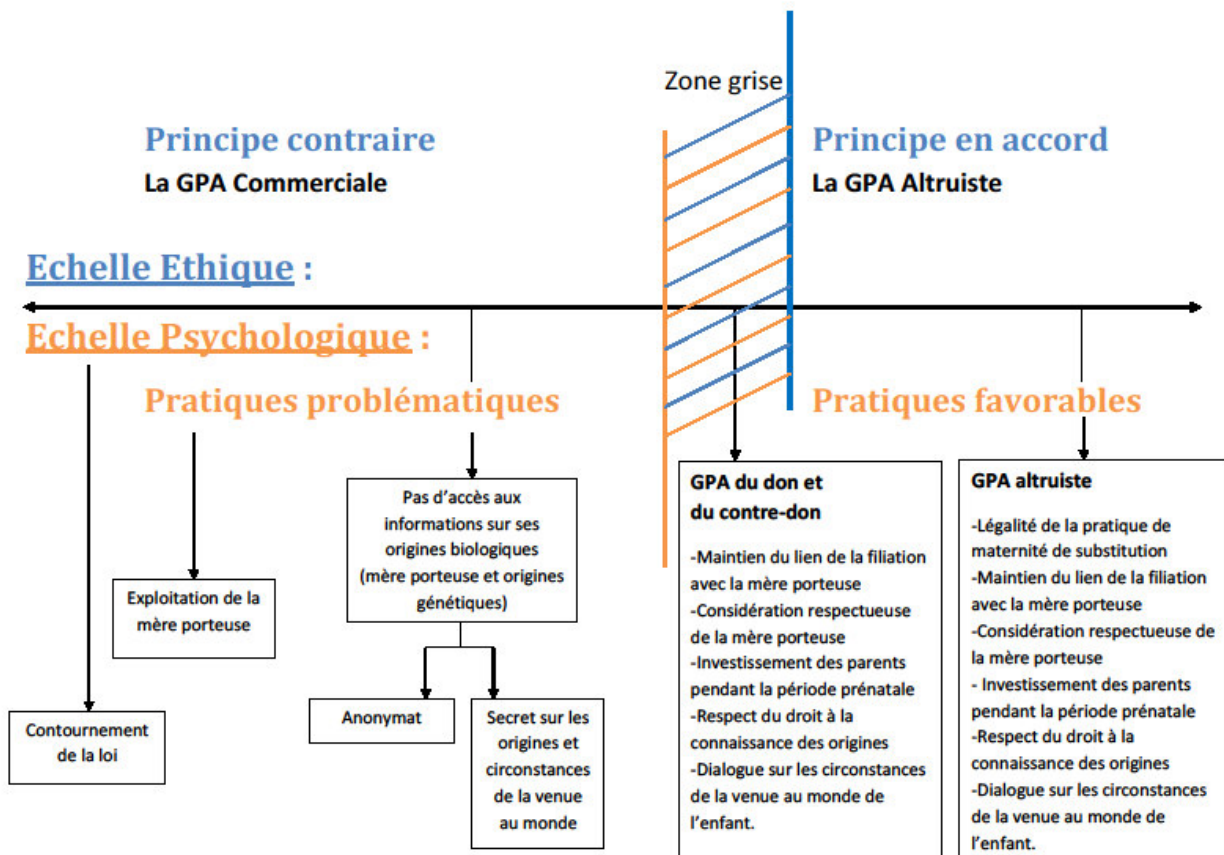 Zone grise
Principe contraire
La GPA Commerciale
Principe en accord
La GPA Altruiste
Echelle Ethique :
Echelle Psychologique :
Pratiques problématiques
Pratiques favorables
Contournement
de la loi
Exploitation de la
mère porteuse
Pas d’accès aux
informations sur ses
origines biologiques
(mère porteuse et origines
génétiques)
Anonymat
Secret sur les
origines et
circonstances
de la venue
au monde
GPA du don et
du contre-don
-Maintien du lien de la filiation
avec la mère porteuse
-Considération respectueuse
de la mère porteuse
-Investissement des parents
pendant la période prénatale
-Respect du droit à la
connaissance des origines
-Dialogue sur les circonstances
de la venue au monde de
l’enfant.
GPA altruiste
-Légalité de la pratique de
maternité de substitution
-Maintien du lien de la filiation
avec la mère porteuse
-Considération respectueuse de
la mère porteuse
- Investissement des parents
pendant la période prénatale
-Respect du droit à la
connaissance des origines
-Dialogue sur les circonstances
de la venue au monde de
l’enfant.